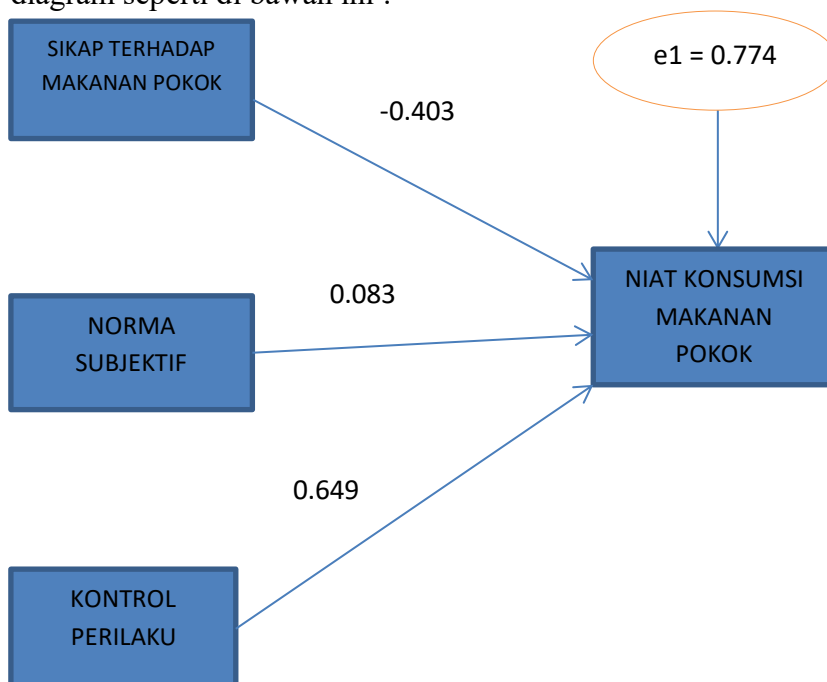 diagram seperti di bawah ini :
SIKAP TERHADAP
MAKANAN POKOK
e1 = 0.774
-0.403
NIAT KONSUMSI
MAKANAN
POKOK
0.083
NORMA
SUBJEKTIF
0.649
KONTROL
PERILAKU